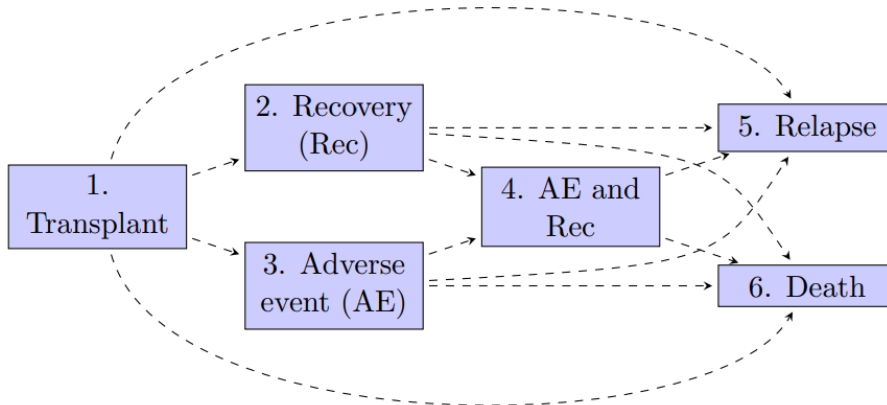 1.
Transplant
2. Recovery
(Rec)
3. Adverse
event (AE)
4. AE and
Rec
5. Relapse
6. Death